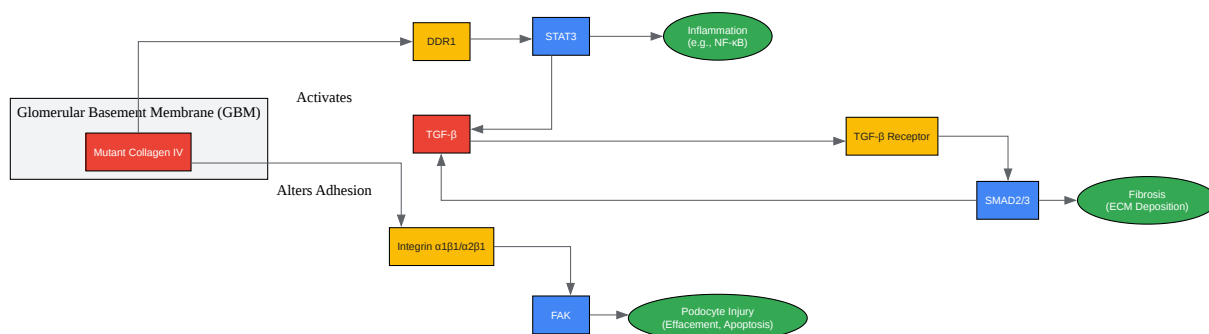 Inflammation
(e.g., NF-κB)
DDR1
STAT3
Activates
Glomerular Basement Membrane (GBM)
TGF-β
TGF-β Receptor
Mutant Collagen IV
Alters Adhesion
SMAD2/3
Fibrosis
(ECM Deposition)
Integrin α1β1/α2β1
FAK
Podocyte Injury
(Effacement, Apoptosis)